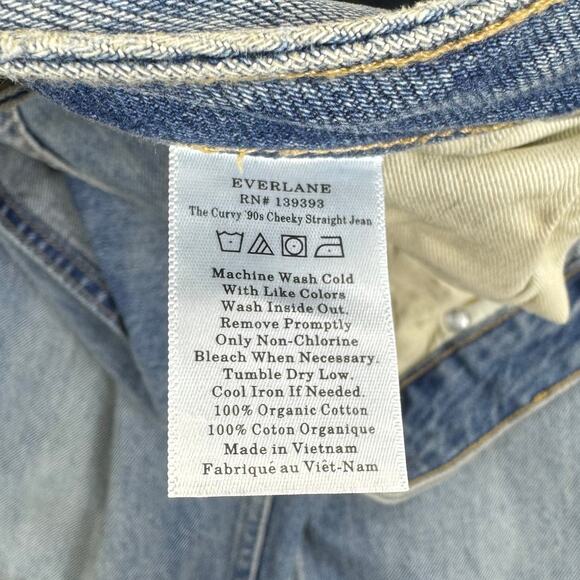 EVERLANE
RN# 139393
The Curvy '90s Cheeky Straight Jean
Machine Wash Cold
With Like Colors
Wash Inside Out.
Remove Promptly
Only Non-Chlorine
Bleach When Necessary.
Tumble Dry Low.
Cool Iron If Needed.
100% Organic Cotton
100% Coton Organique
Made in Vietnam
Fabriqué au Viêt-Nam